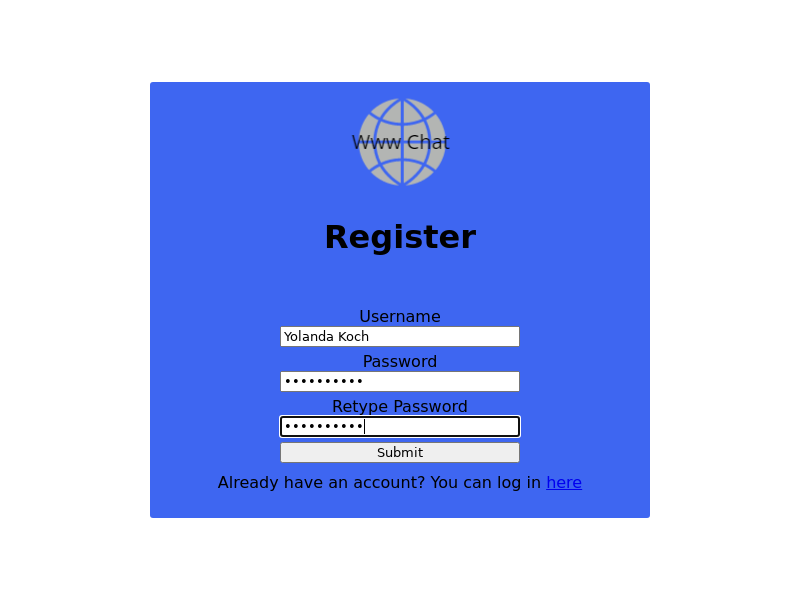 Www Chat
Register
Username
Yolanda Koch
Password
••••••••••
Retype Password
••••••••••
Submit
Already have an account? You can log in here